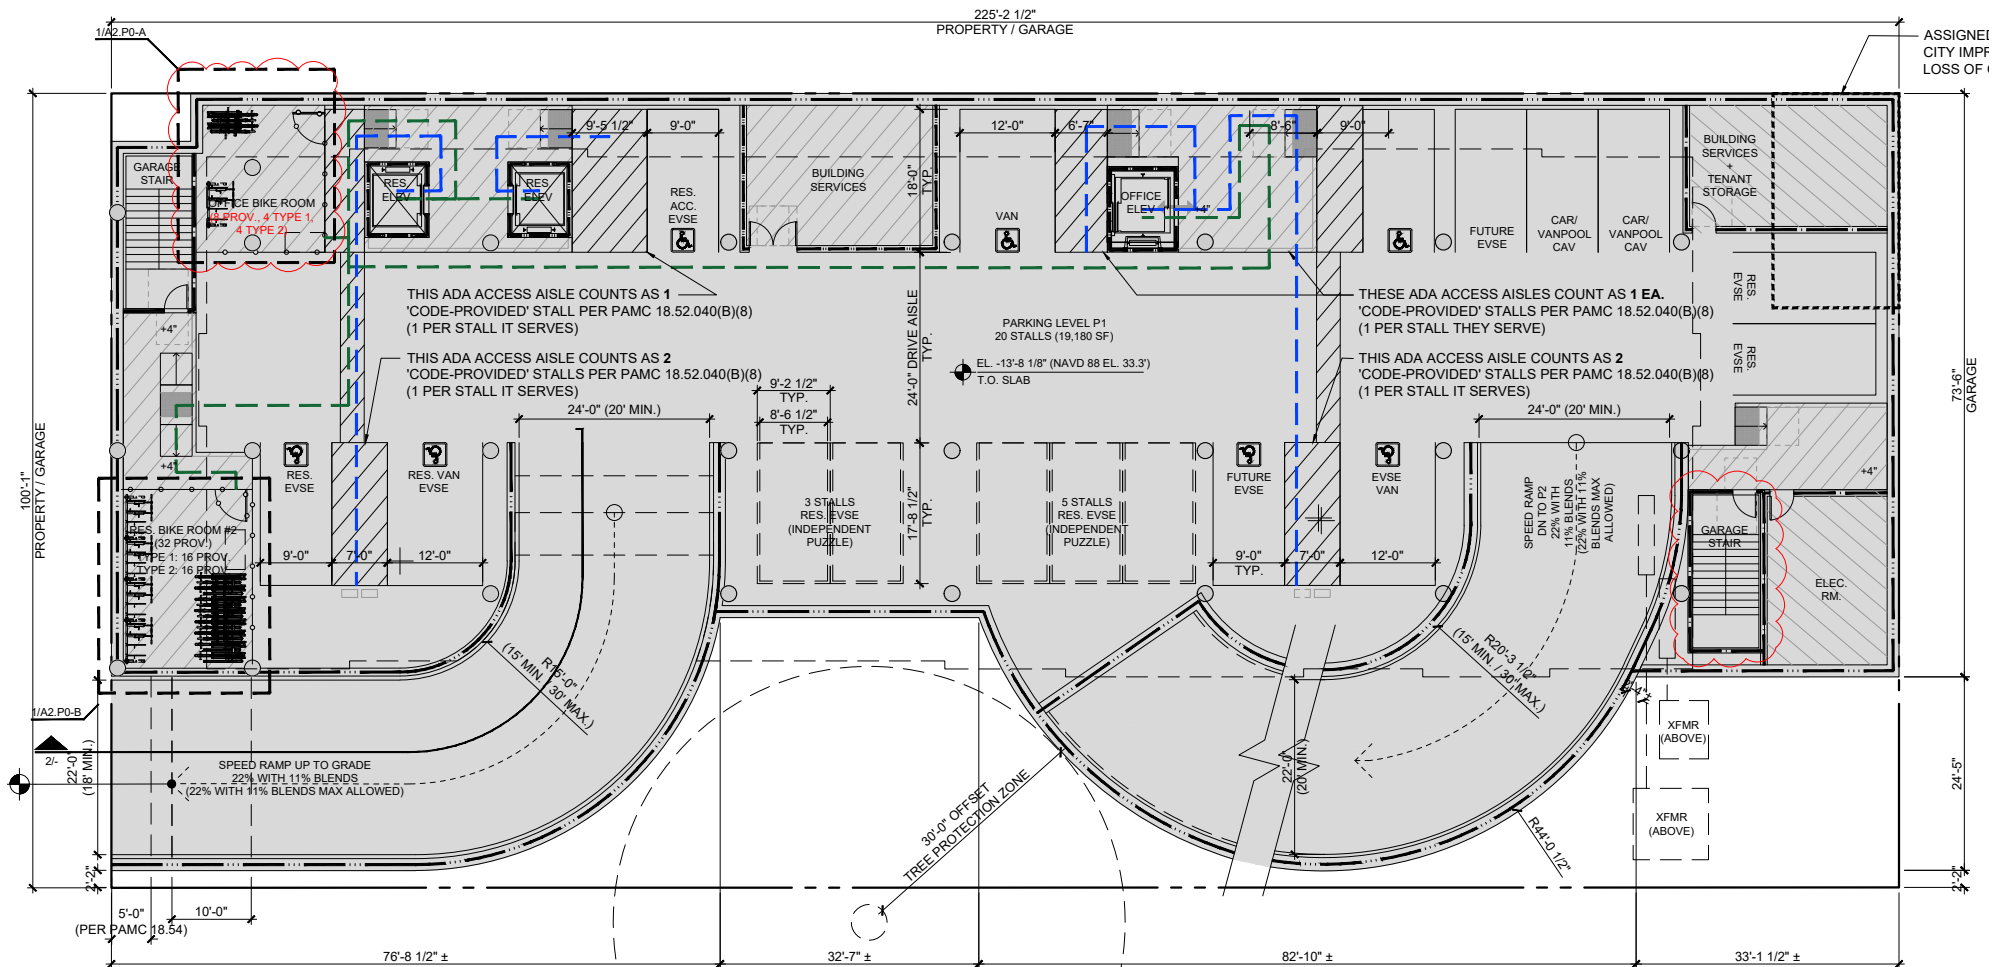 225'-2 1/2"
PROPERTY / GARAGE
1/A2.P0-A
ASSIGNED
CITY IMPR
LOSS OF
9'-5 1/2"
9'-0"
12'-0"
6'-7"
8'-6"
9'-0"
GARAGE
STAIR
RES.
ELEV
RES.
ELEV
RES.
ACC.
EVSE
BUILDING
SERVICES
18'-0"
TYP.
VAN
OFFICE
ELEV
+4"
FUTURE
EVSE
CAR/
VANPOOL
CAV
CAR/
VANPOOL
CAV
BUILDING
SERVICES
+
TENANT
STORAGE
OFFICE BIKE ROOM
(8 PROV., 4 TYPE 1,
4 TYPE 2)
THIS ADA ACCESS AISLE COUNTS AS 1
'CODE-PROVIDED' STALL PER PAMC 18.52.040(B)(8)
(1 PER STALL IT SERVES)
THIS ADA ACCESS AISLE COUNTS AS 2
'CODE-PROVIDED' STALLS PER PAMC 18.52.040(B)(8)
(1 PER STALL IT SERVES)
24'-0" DRIVE AISLE
TYP.
PARKING LEVEL P1
20 STALLS (19,180 SF)
EL. -13'-8 1/8" (NAVD 88 EL. 33.3')
T.O. SLAB
THESE ADA ACCESS AISLES COUNT AS 1 EA.
'CODE-PROVIDED' STALLS PER PAMC 18.52.040(B)(8)
(1 PER STALL THEY SERVE)
THIS ADA ACCESS AISLE COUNTS AS 2
'CODE-PROVIDED' STALLS PER PAMC 18.52.040(B)(8)
(1 PER STALL IT SERVES)
RES.
EVSE
RES.
EVSE
+4"
+4"
+4"
100'-1"
PROPERTY / GARAGE
73'-6"
GARAGE
24'-0" (20' MIN.)
9'-2 1/2"
TYP.
8'-6 1/2"
TYP.
24'-0" (20' MIN.)
RES.
EVSE
RES. VAN
EVSE
3 STALLS
RES. EVSE
(INDEPENDENT
PUZZLE)
17'-8 1/2"
TYP.
5 STALLS
RES. EVSE
(INDEPENDENT
PUZZLE)
FUTURE
EVSE
EVSE
VAN
SPEED RAMP
DN TO P2
22% WITH
11% BLENDS
(22% WITH 11%
BLENDS MAX
ALLOWED)
GARAGE
STAIR
ELEC.
RM.
RES. BIKE ROOM #2
(32 PROV.)
TYPE 1: 16 PROV.
TYPE 2: 16 PROV.
9'-0"
7'-0"
12'-0"
9'-0"
TYP.
7'-0"
12'-0"
R15'-0"
(15' MIN. / 30' MAX.)
R20'-3 1/2"
(15' MIN. / 30' MAX.)
1/A2.P0-B
2/-
22'-0"
(18' MIN.)
SPEED RAMP UP TO GRADE
22% WITH 11% BLENDS
(22% WITH 11% BLENDS MAX ALLOWED)
30'-0" OFFSET
TREE PROTECTION ZONE
22'-0"
(20' MIN.)
R44'-0 1/2"
XFMR
(ABOVE)
XFMR
(ABOVE)
24'-5"
2'-2"
2'-2"
5'-0"
(PER PAMC 18.54)
10'-0"
76'-8 1/2" ±
32'-7" ±
82'-10" ±
33'-1 1/2" ±